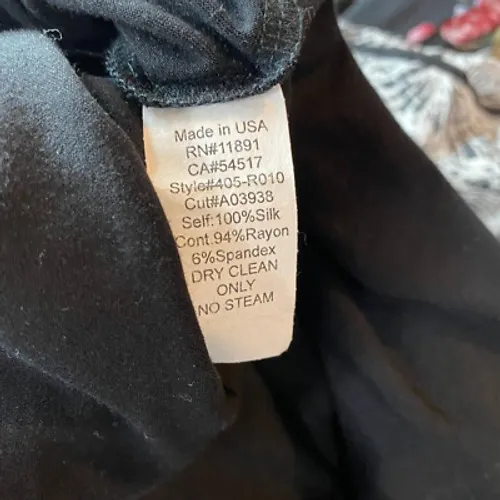 Made in USA
RN#11891
CA#54517
Style#405-R010
Cut#A03938
Self:100%Silk
Cont.94%Rayon
6%Spandex
DRY CLEAN
ONLY
NO STEAM